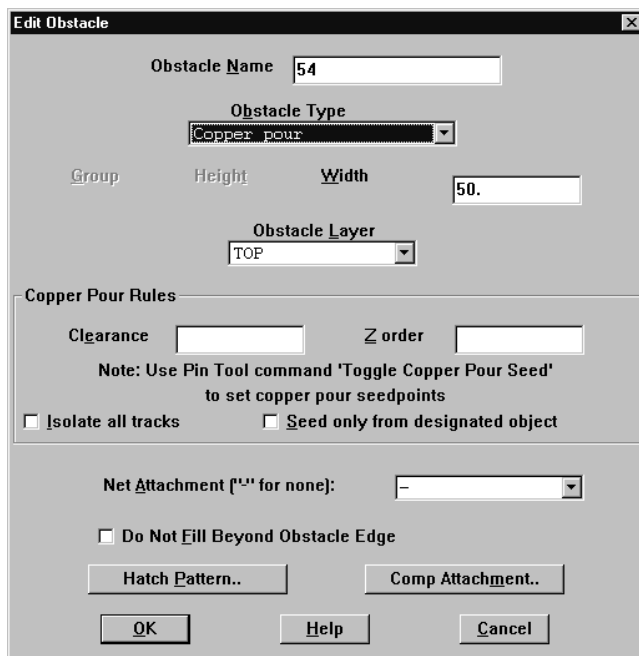 Edit Obstacle
Obstacle Name 54
Obstacle Type
Copper pour
Group Height Width 50.
Obstacle Layer
TOP
Copper Pour Rules
Clearance Z order
Note: Use Pin Tool command 'Toggle Copper Pour Seed'
to set copper pour seedpoints
Isolate all tracks Seed only from designated object
Net Attachment ("-" for none): –
Do Not Fill Beyond Obstacle Edge
Hatch Pattern.. Comp Attachment..
OK Help Cancel